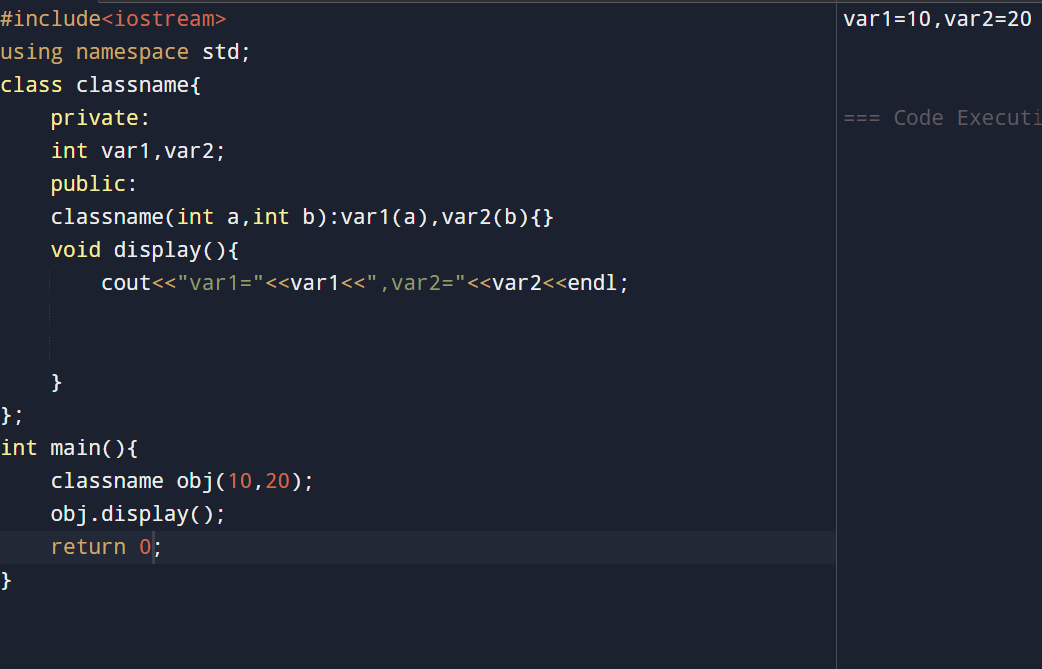 #include<iostream>
using namespace std;
class classname{
    private:
    int var1,var2;
    public:
    classname(int a,int b):var1(a),var2(b){}
    void display(){
        cout<<"var1="<<var1<<",var2="<<var2<<endl;
    }
};
int main(){
    classname obj(10,20);
    obj.display();
    return 0;
}
var1=10,var2=20
=== Code Executi